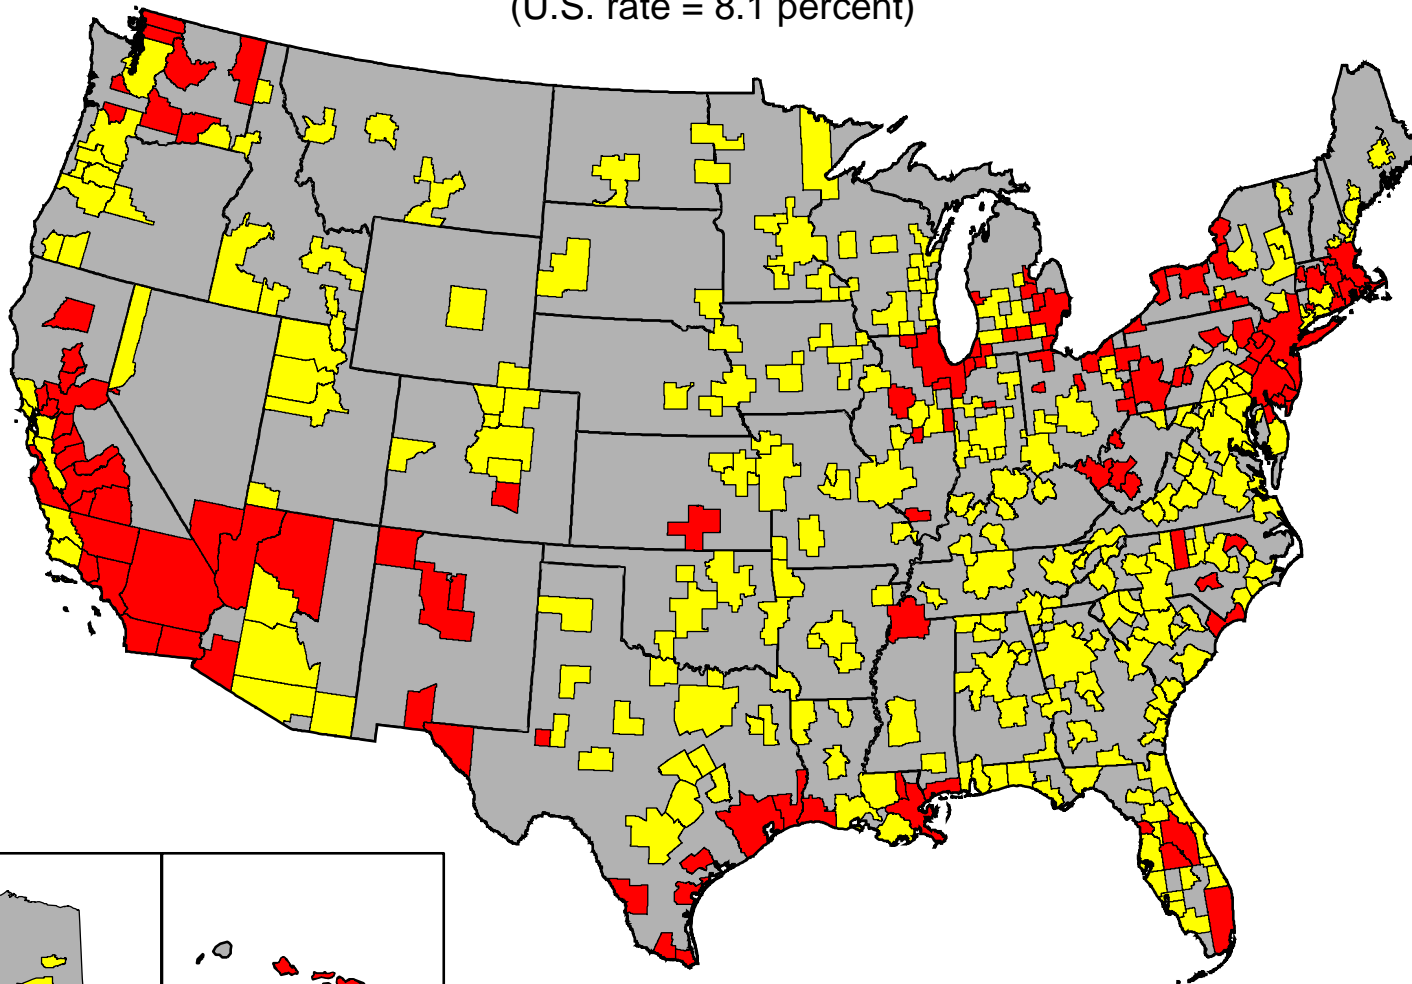 (U.S. rate = 8.1 percent)